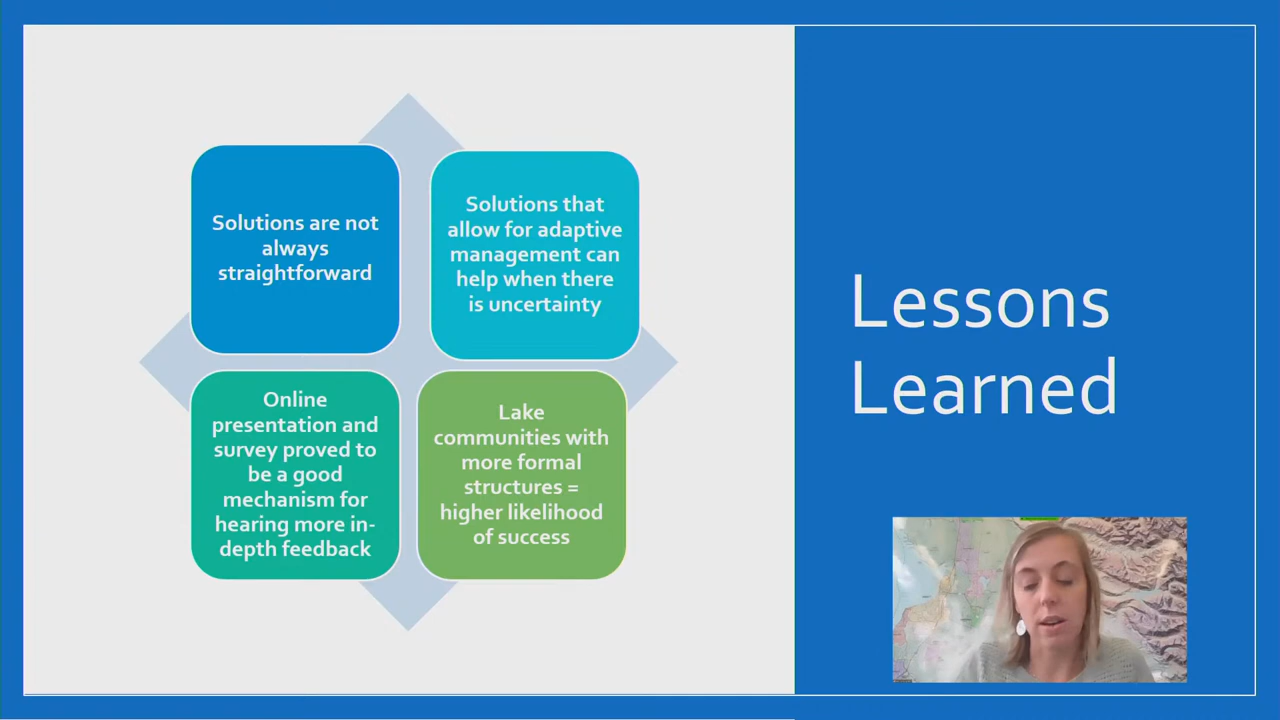 Solutions are not
always
straightforward
Solutions that
allow for adaptive
management can
help when there
is uncertainty
Online
presentation and
survey proved to
be a good
mechanism for
hearing more in-
depth feedback
Lake
communities with
more formal
structures =
higher likelihood
of success
Lessons
Learned